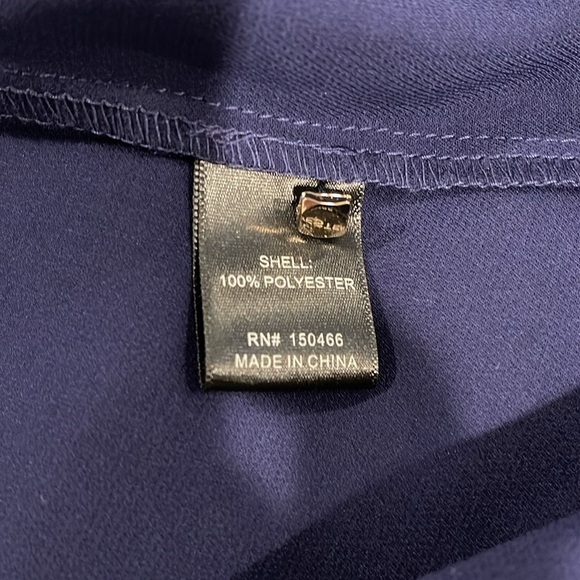 SHELL:
100% POLYESTER
RN# 150466
MADE IN CHINA